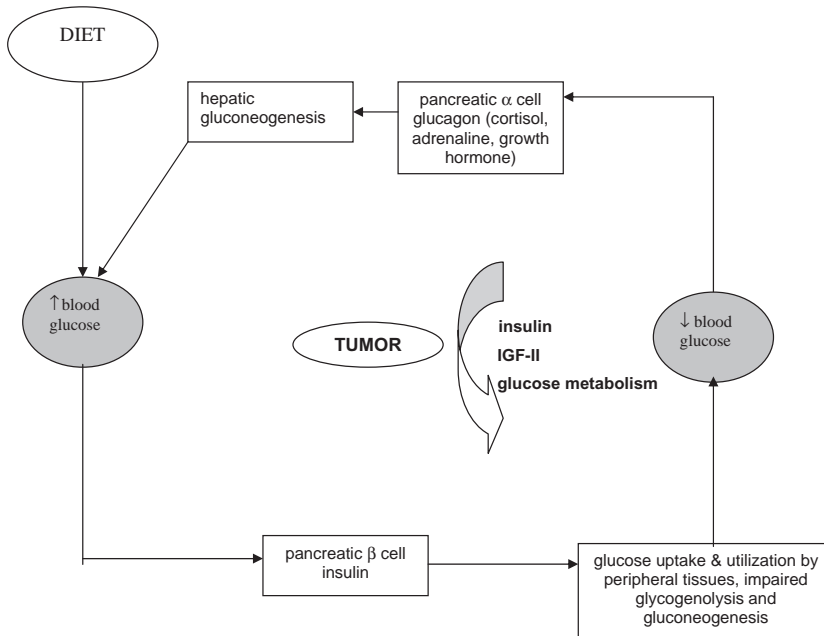 DIET
hepatic
gluconeogenesis
pancreatic α cell
glucagon (cortisol,
adrenaline, growth
hormone)
↑ blood
glucose
TUMOR
insulin
IGF-II
glucose metabolism
↓ blood
glucose
pancreatic β cell
insulin
glucose uptake & utilization by
peripheral tissues, impaired
glycogenolysis and
gluconeogenesis